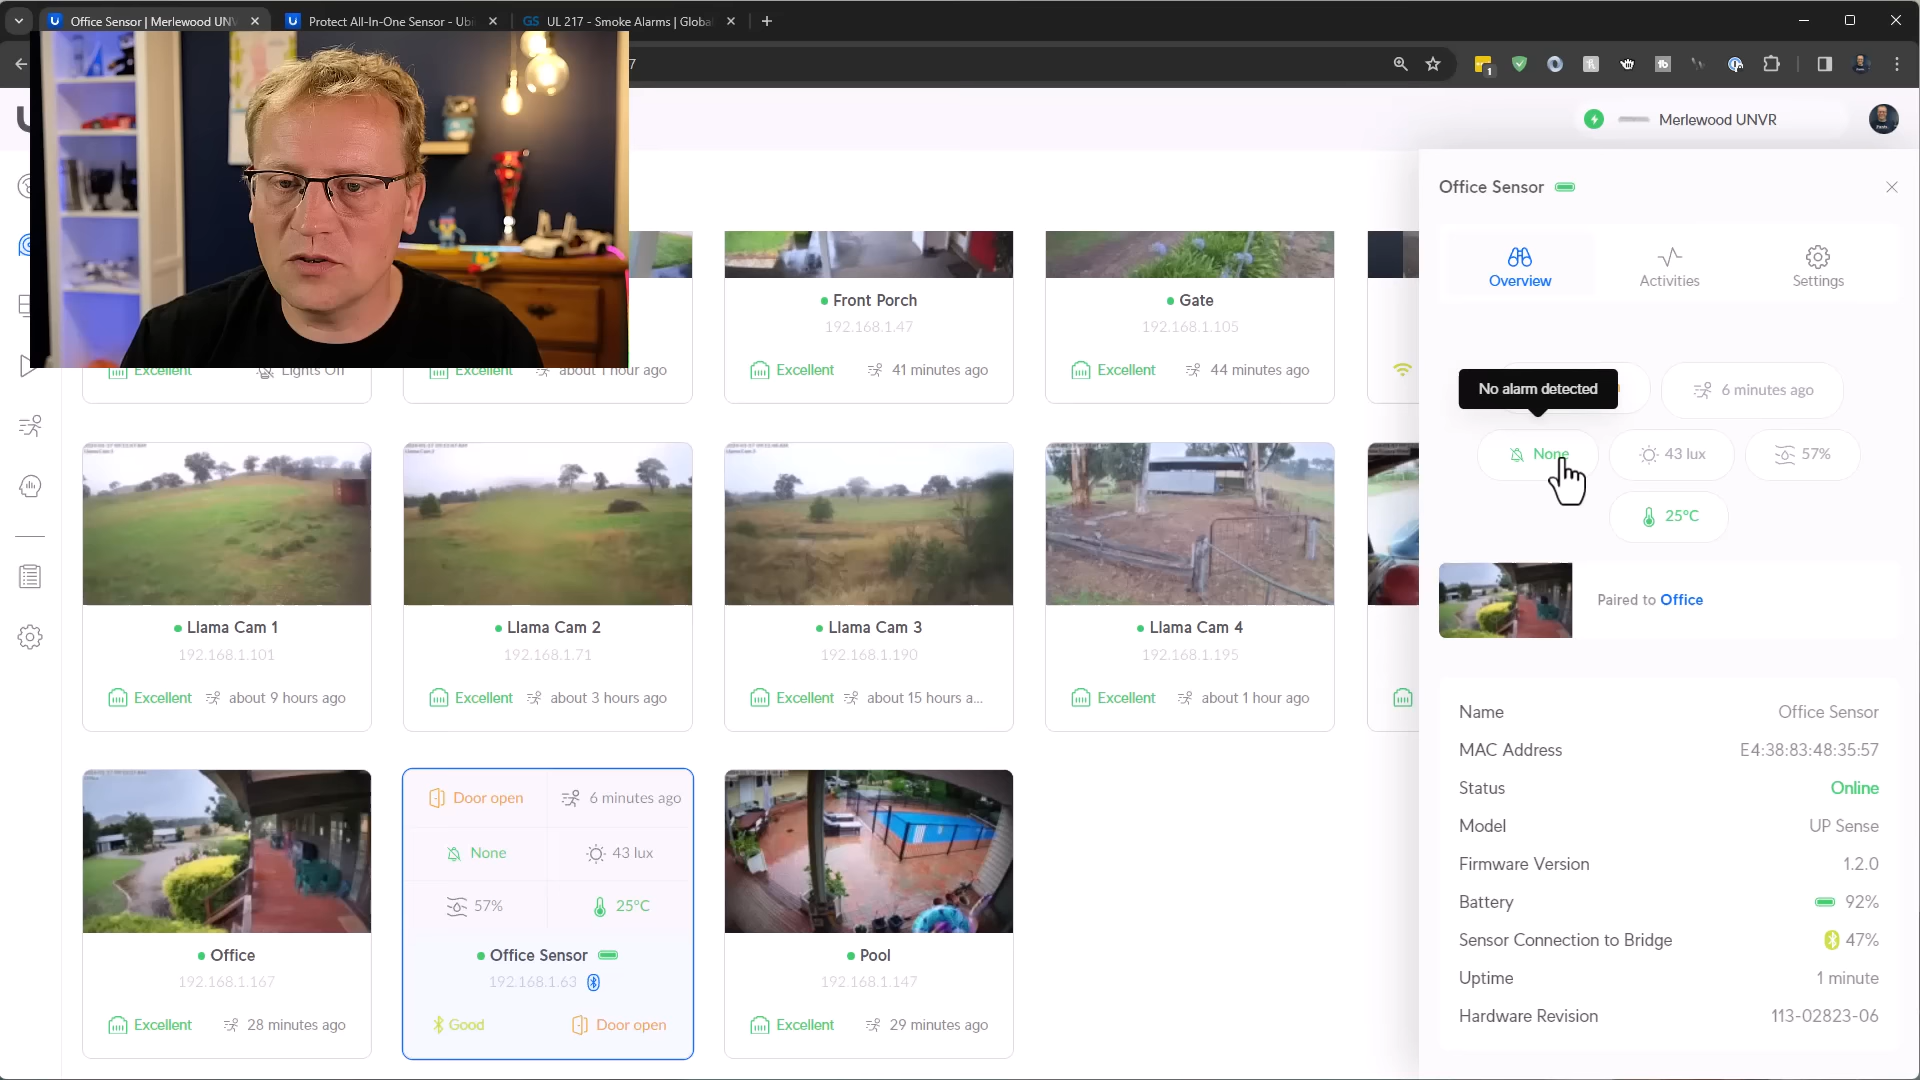 Office Sensor | Merlewood UNV
Protect All-In-One Sensor - Ubi
UL 217 - Smoke Alarms | Globa
7
1
Merlewood UNVR
Office Sensor
Overview
Activities
Settings
No alarm detected
6 minutes ago
None
43 lux
57%
25°C
Paired to Office
Name
Office Sensor
MAC Address
E4:38:83:48:35:57
Status
Online
Model
UP Sense
Firmware Version
1.2.0
Battery
92%
Sensor Connection to Bridge
47%
Uptime
1 minute
Hardware Revision
113-02823-06
Excellent
Lights Off
Excellent
about 1 hour ago
Front Porch
192.168.1.47
Excellent
41 minutes ago
Gate
192.168.1.105
Excellent
44 minutes ago
Llama Cam 1
192.168.1.101
Excellent
about 9 hours ago
Llama Cam 2
192.168.1.71
Excellent
about 3 hours ago
Llama Cam 3
192.168.1.190
Excellent
about 15 hours a...
Llama Cam 4
192.168.1.195
Excellent
about 1 hour ago
Office
192.168.1.167
Excellent
28 minutes ago
Door open
6 minutes ago
None
43 lux
57%
25°C
Office Sensor
192.168.1.63
Good
Door open
Pool
192.168.1.147
Excellent
29 minutes ago